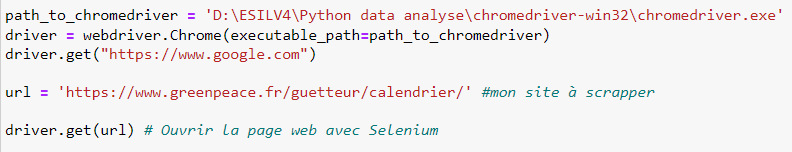 path_to_chromedriver = 'D:\ESILV4\Python data analyse\chromedriver-win32\chromedriver.exe'
driver = webdriver.Chrome(executable_path=path_to_chromedriver)
driver.get("https://www.google.com")
url = 'https://www.greenpeace.fr/guetteur/calendrier/' #mon site à scrapper
driver.get(url) # Ouvrir la page web avec Selenium